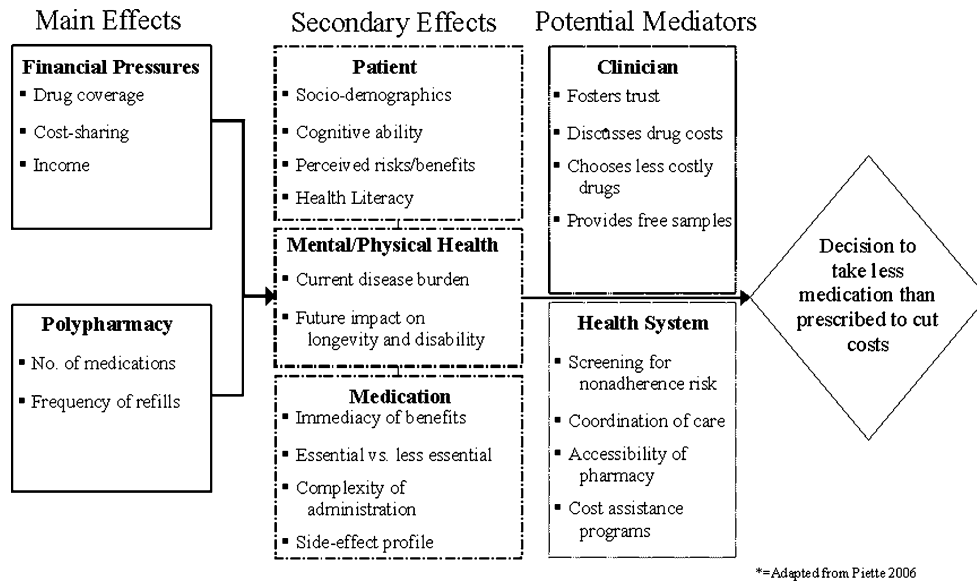 Main Effects
Financial Pressures
▪ Drug coverage
▪ Cost-sharing
▪ Income
Polypharmacy
▪ No. of medications
▪ Frequency of refills
Secondary Effects
Patient
▪ Socio-demographics
▪ Cognitive ability
▪ Perceived risks/benefits
▪ Health Literacy
Mental/Physical Health
▪ Current disease burden
▪ Future impact on
longevity and disability
Medication
▪ Immediacy of benefits
▪ Essential vs. less essential
▪ Complexity of
administration
▪ Side-effect profile
Potential Mediators
Clinician
▪ Fosters trust
▪ Discusses drug costs
▪ Chooses less costly
drugs
▪ Provides free samples
Health System
▪ Screening for
nonadherence risk
▪ Coordination of care
▪ Accessibility of
pharmacy
▪ Cost assistance
programs
Decision to
take less
medication than
prescribed to cut
costs
*=Adapted from Piette 2006